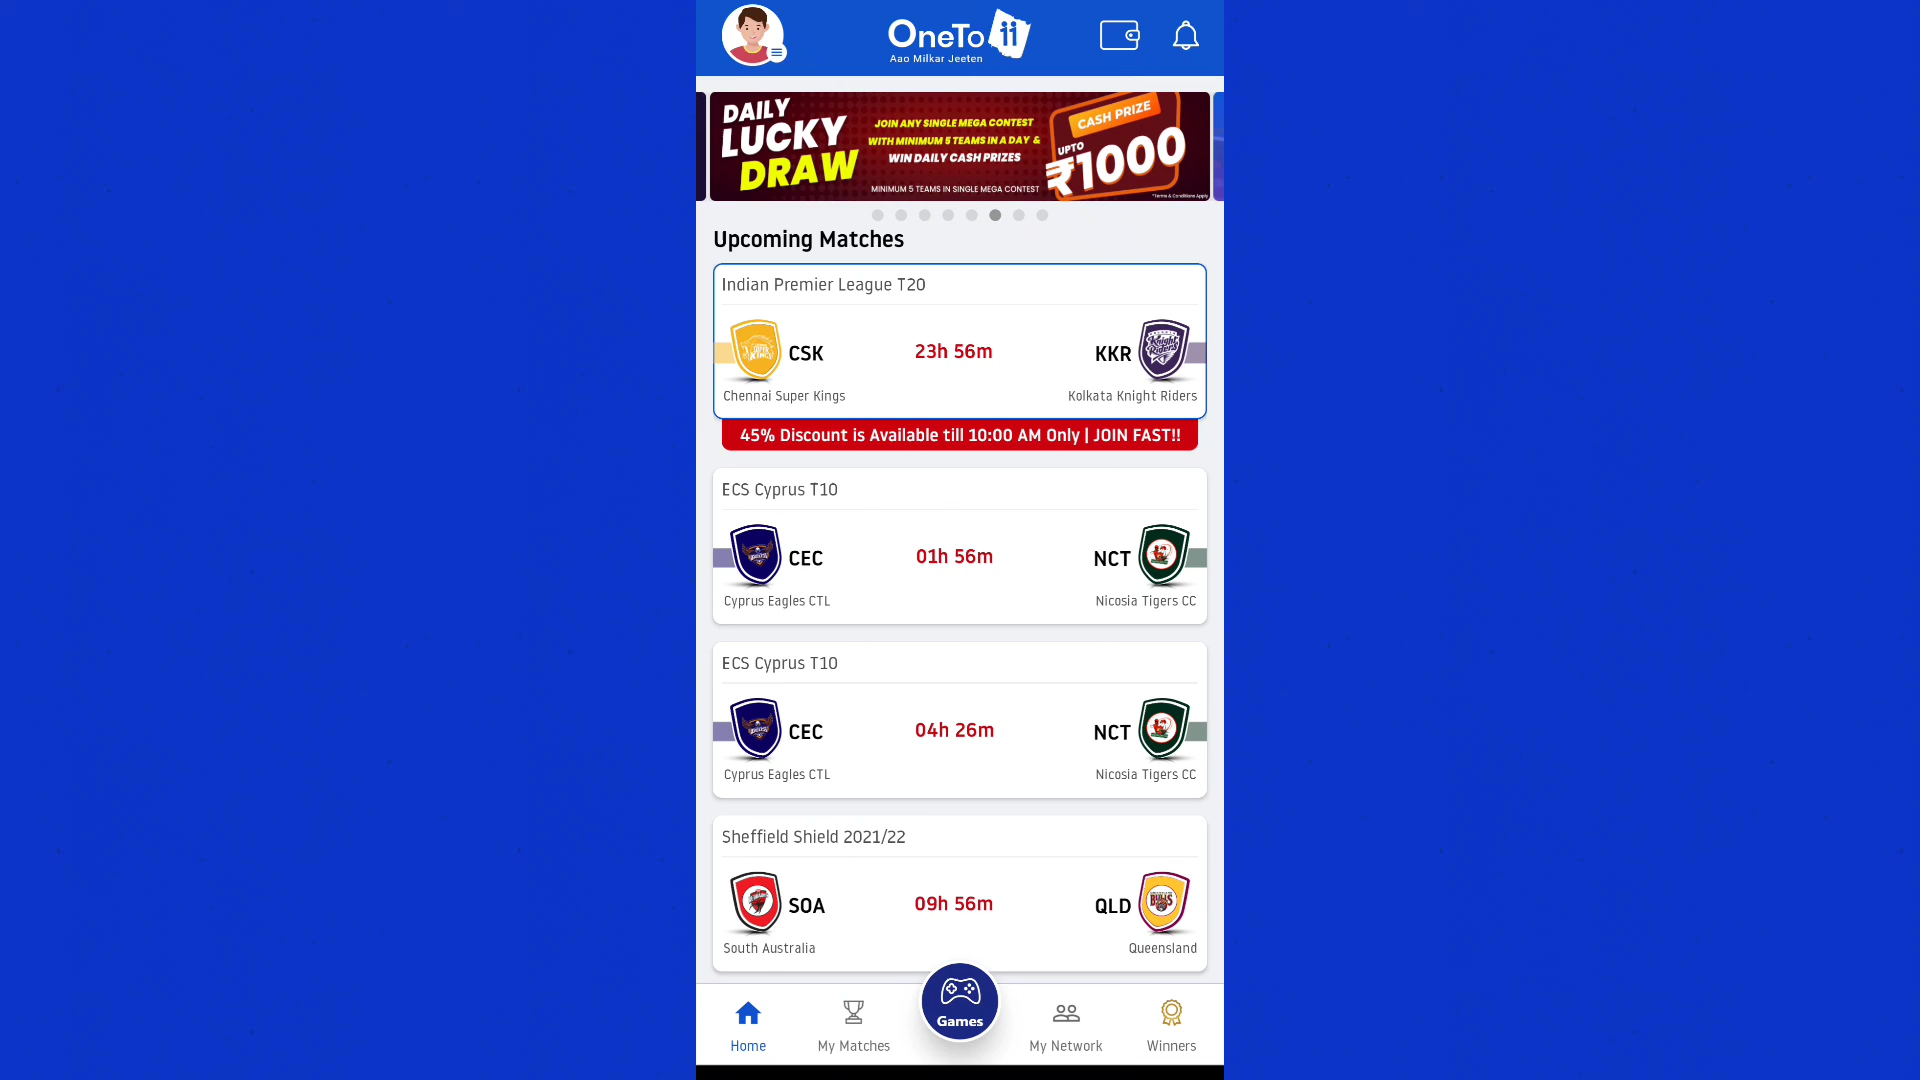 OneTo 11
Aao Milkar Jeeten
DAILY
LUCKY
DRAW
JOIN ANY SINGLE MEGA CONTEST
WITH MINIMUM 5 TEAMS IN A DAY &
WIN DAILY CASH PRIZES
MINIMUM 5 TEAMS IN SINGLE MEGA CONTEST
CASH PRIZE
UPTO
₹1000
*Terms & Conditions Apply
Upcoming Matches
Indian Premier League T20
CSK 23h 56m KKR
Chennai Super Kings Kolkata Knight Riders
45% Discount is Available till 10:00 AM Only | JOIN FAST!!
ECS Cyprus T10
CEC 01h 56m NCT
Cyprus Eagles CTL Nicosia Tigers CC
ECS Cyprus T10
CEC 04h 26m NCT
Cyprus Eagles CTL Nicosia Tigers CC
Sheffield Shield 2021/22
SOA 09h 56m QLD
South Australia Queensland
Games
Home My Matches My Network Winners